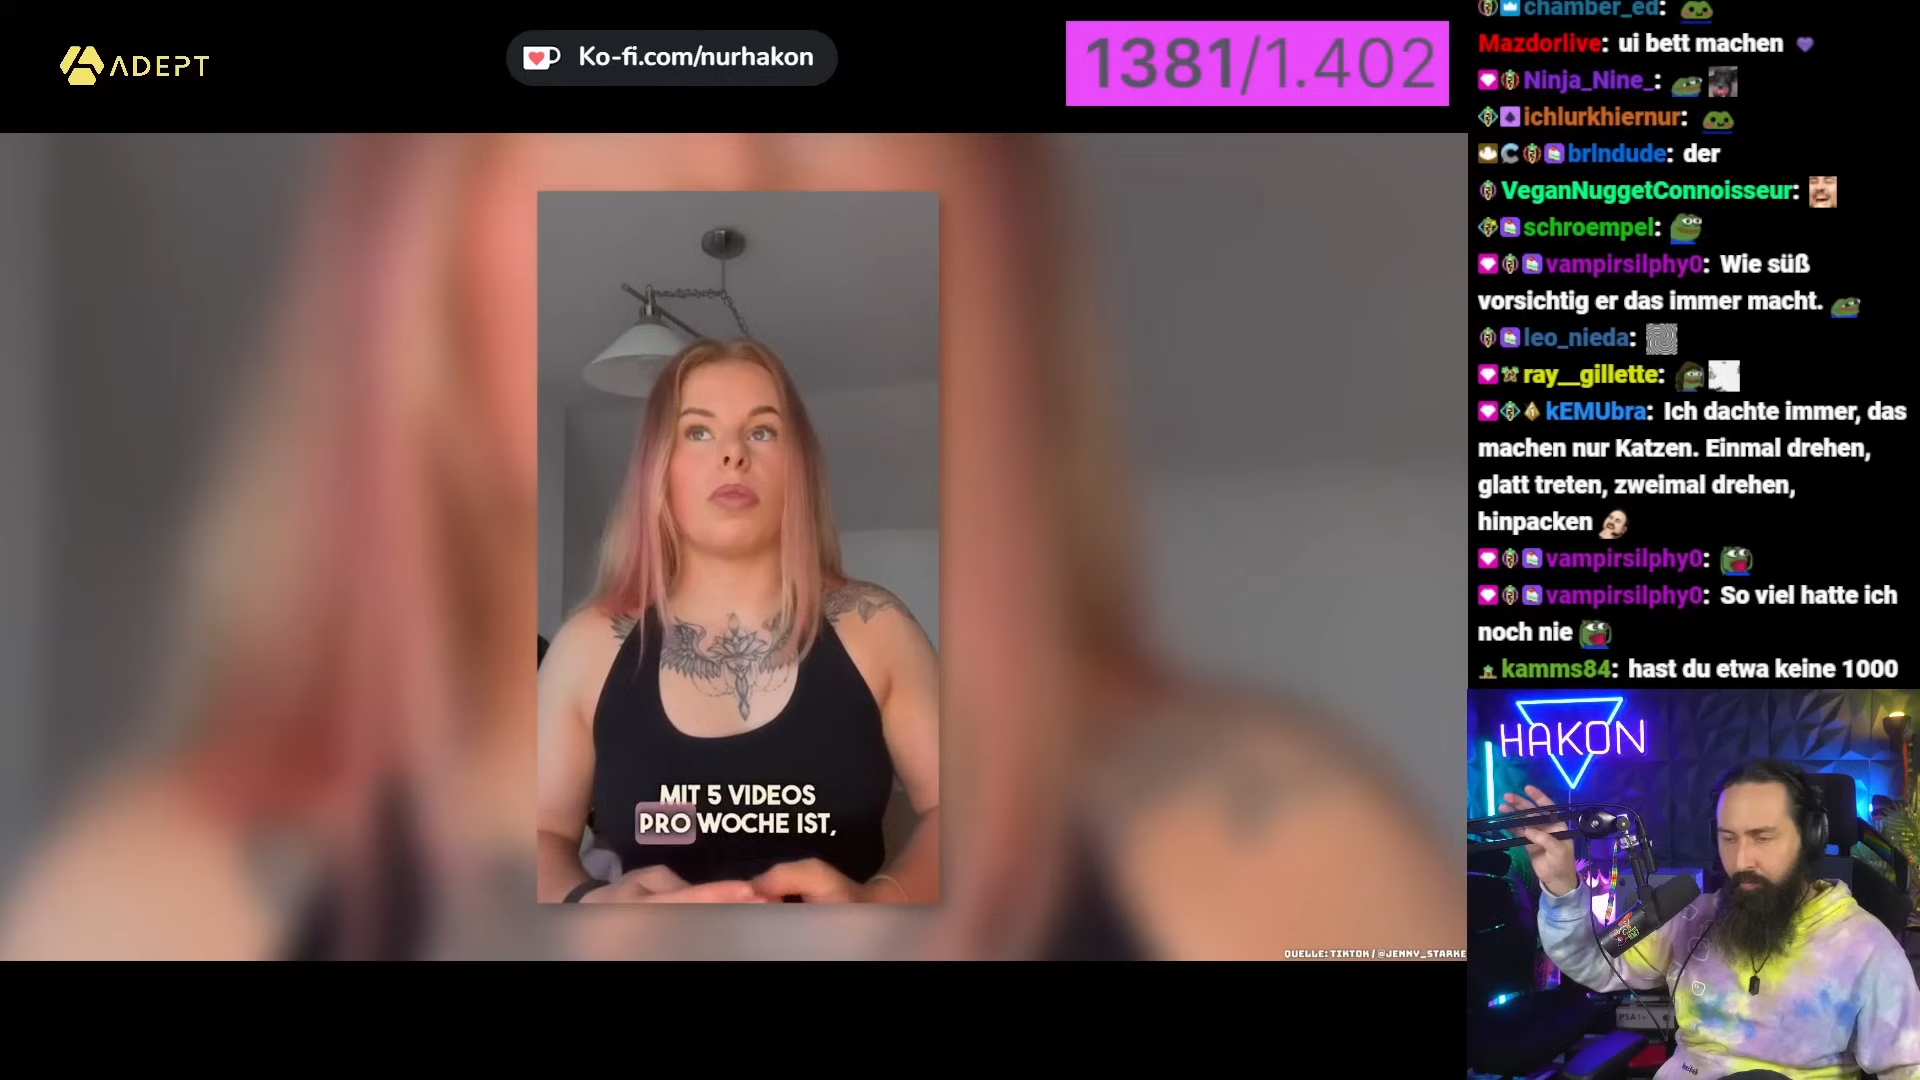 ADEPT
Ko-fi.com/nurhakon
1381/1.402
MIT 5 VIDEOS
PRO WOCHE IST,
QUELLE: TIKTOK / @JENNY_STARKE
chamber_ed:
Mazdorlive: ui bett machen
Ninja_Nine_:
ichlurkhiernur:
brlndude: der
VeganNuggetConnoisseur:
schroempel:
vampirsilphy0: Wie süß
vorsichtig er das immer macht.
leo_nieda:
ray__gillette:
kEMUbra: Ich dachte immer, das
machen nur Katzen. Einmal drehen,
glatt treten, zweimal drehen,
hinpacken
vampirsilphy0:
vampirsilphy0: So viel hatte ich
noch nie
kamms84: hast du etwa keine 1000
HAKON